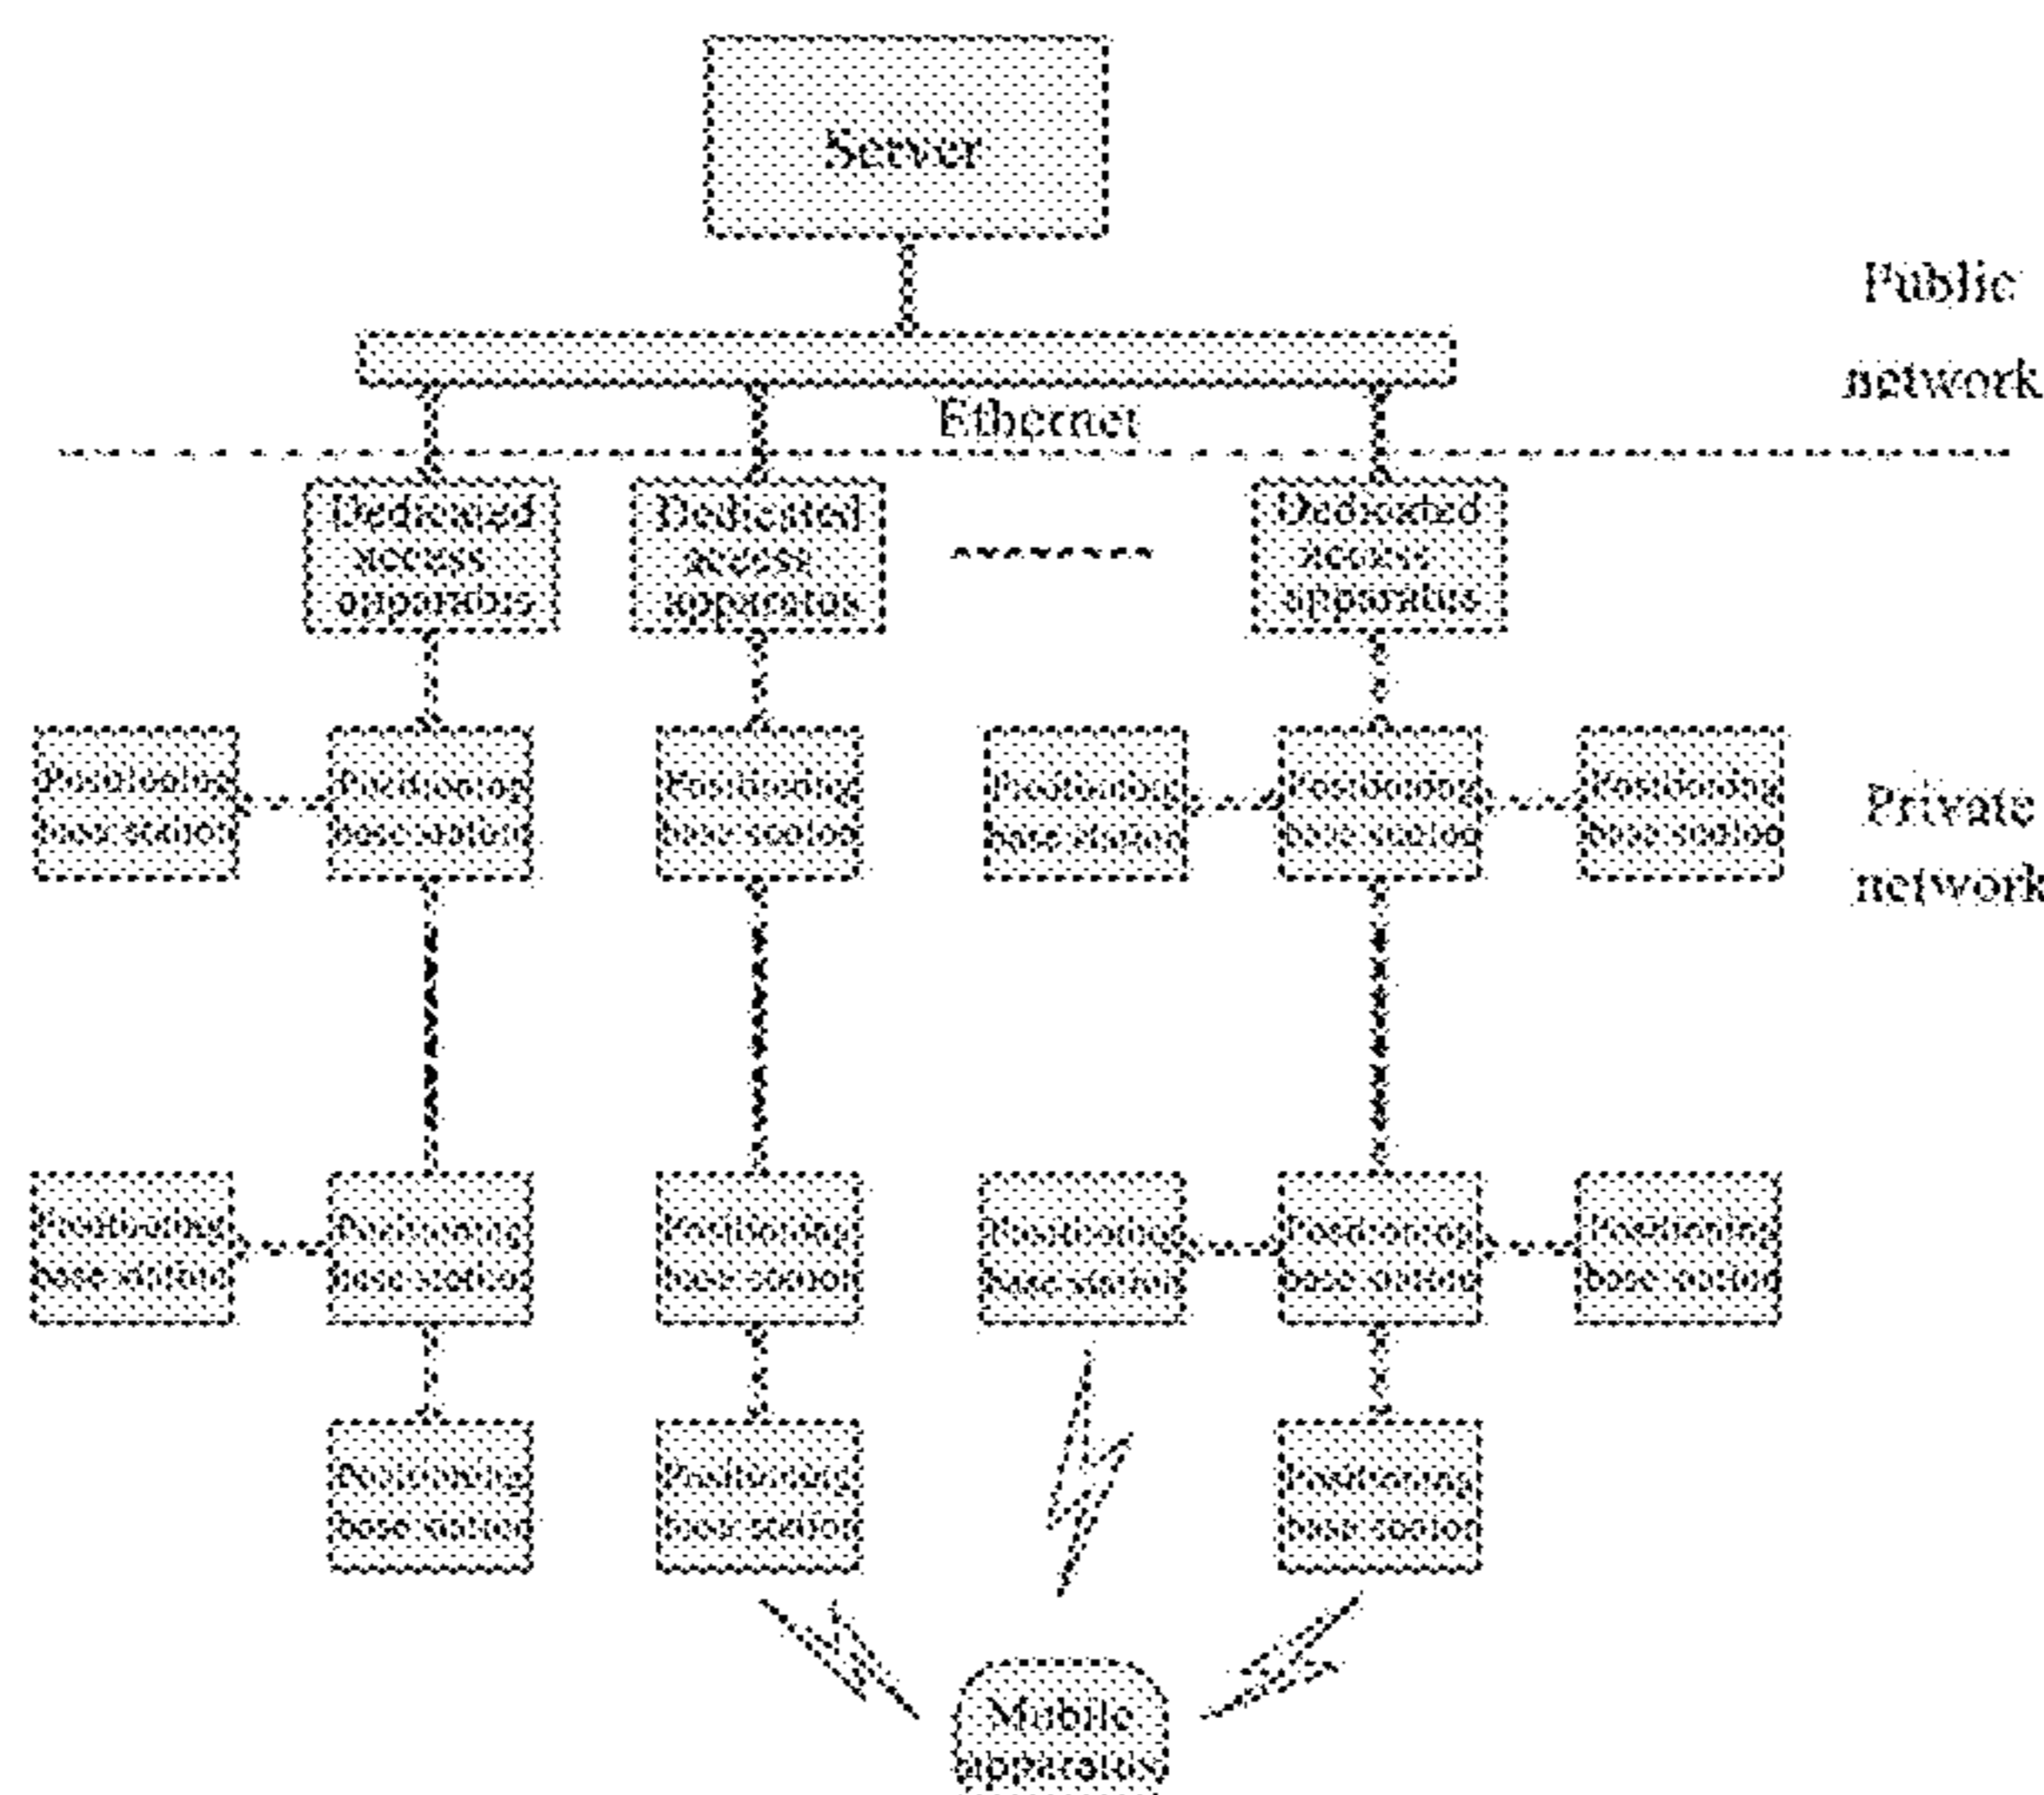 Server
Public
network
Ethernet
Dedicated
access
apparatus
Dedicated
access
apparatus
Dedicated
access
apparatus
Positioning
base station
Positioning
base station
Positioning
base station
Positioning
base station
Positioning
base station
Positioning
base station
Private
network
Positioning
base station
Positioning
base station
Positioning
base station
Positioning
base station
Positioning
base station
Positioning
base station
Positioning
base station
Positioning
base station
Positioning
base station
Mobile
apparatus